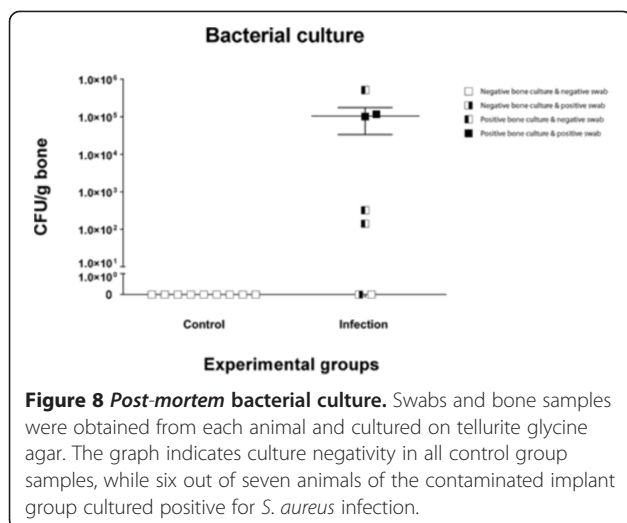 Bacterial culture
CFU/g bone
1.0×10⁶
1.0×10⁵
1.0×10⁴
1.0×10³
1.0×10²
1.0×10¹
1.0×10⁰
0
Control
Infection
Experimental groups
Negative bone culture & negative swab
Negative bone culture & positive swab
Positive bone culture & negative swab
Positive bone culture & positive swab
Figure 8 Post-mortem bacterial culture. Swabs and bone samples
were obtained from each animal and cultured on tellurite glycine
agar. The graph indicates culture negativity in all control group
samples, while six out of seven animals of the contaminated implant
group cultured positive for S. aureus infection.